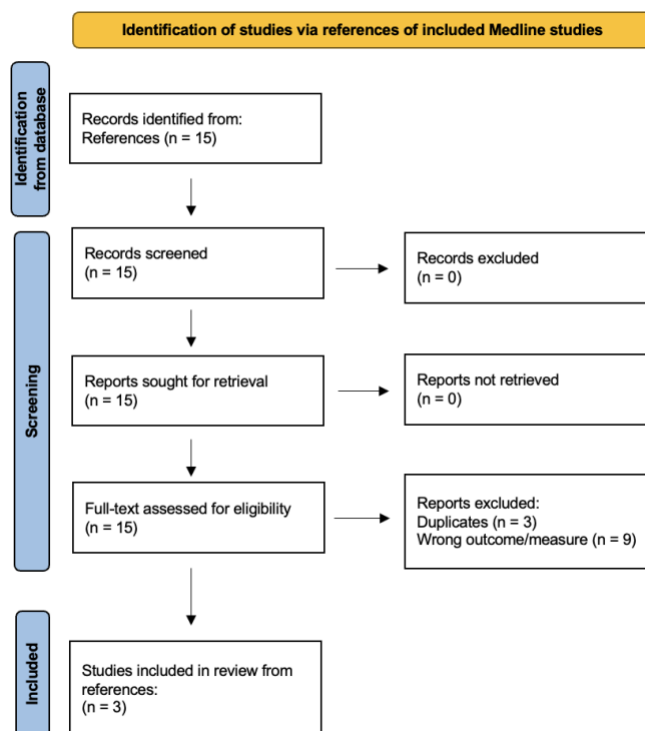 Identification of studies via references of included Medline studies
Identification
from database
Records identified from:
References (n = 15)
Screening
Records screened
(n = 15)
Records excluded
(n = 0)
Reports sought for retrieval
(n = 15)
Reports not retrieved
(n = 0)
Full-text assessed for eligibility
(n = 15)
Reports excluded:
Duplicates (n = 3)
Wrong outcome/measure (n = 9)
Included
Studies included in review from
references:
(n = 3)